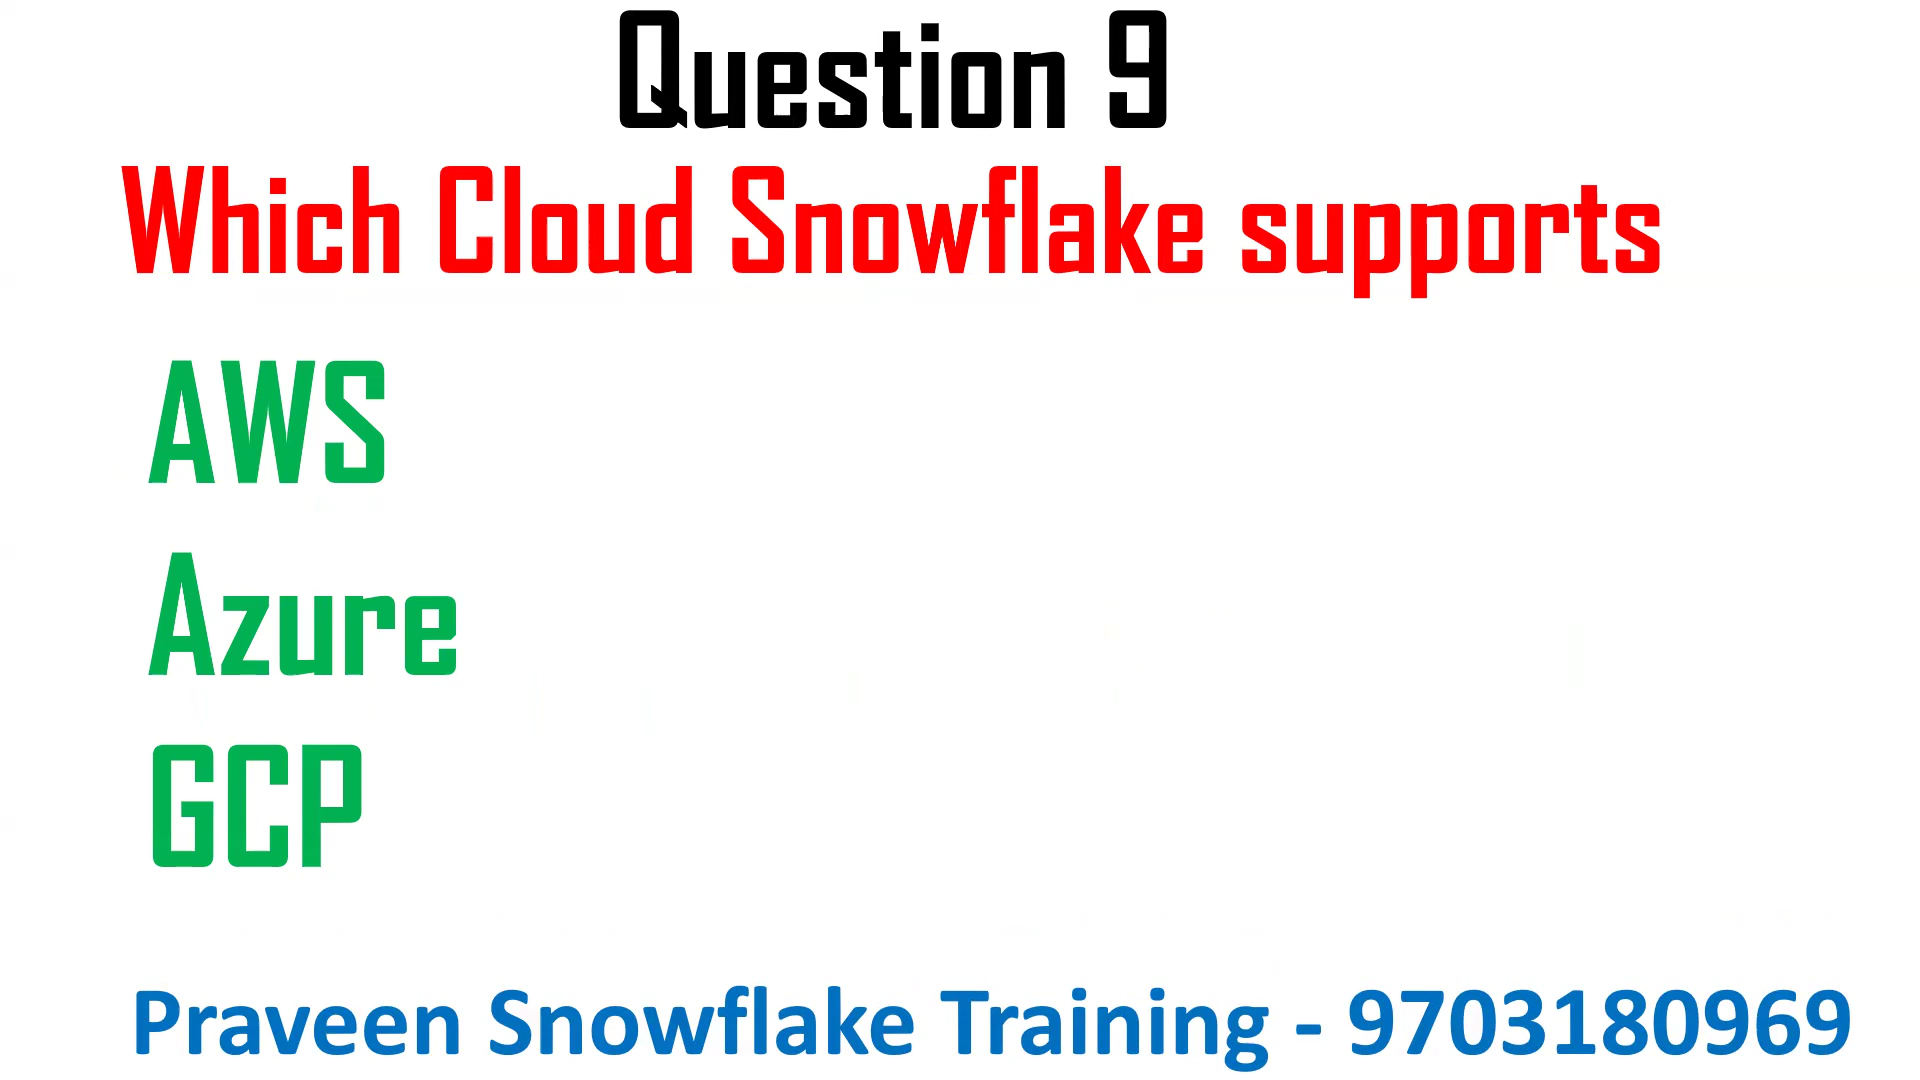 Question 9
Which Cloud Snowflake supports
AWS
Azure
GCP
Praveen Snowflake Training - 9703180969